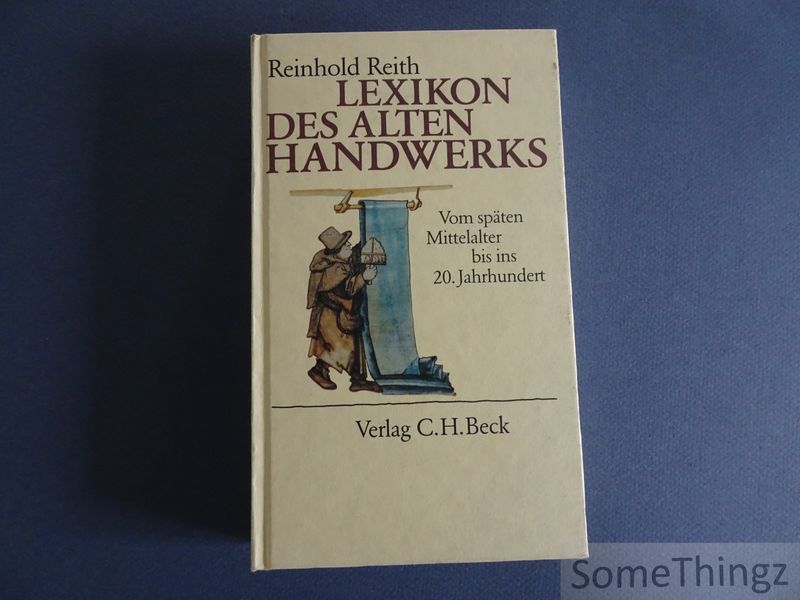 Reinhold Reith
LEXIKON
DES ALTEN
HANDWERKS
Vom späten
Mittelalter
bis ins
20. Jahrhundert
Verlag C.H.Beck
SomeThingz